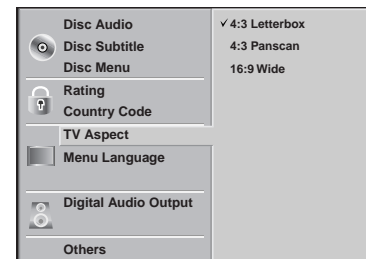 Disc Audio
Disc Subtitle
Disc Menu
Rating
Country Code
TV Aspect
Menu Language
Digital Audio Output
Others
✓ 4:3 Letterbox
4:3 Panscan
16:9 Wide